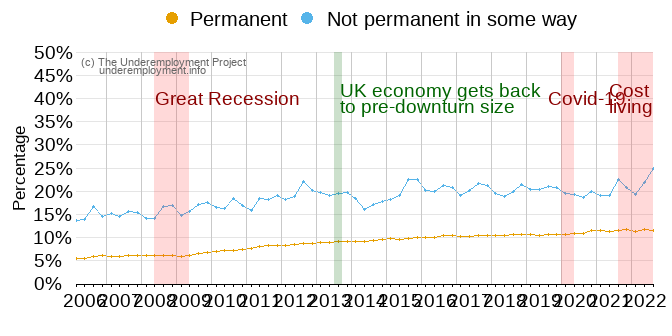 Permanent Not permanent in some way
50%
45%
40%
35%
30%
25%
20%
15%
10%
5%
0%
Percentage
(c) The Underemployment Project
underemployment.info
Great Recession
UK economy gets back
to pre-downturn size
Covid-19
Cost
living
2006 2007 2008 2009 2010 2011 2012 2013 2014 2015 2016 2017 2018 2019 2020 2021 2022